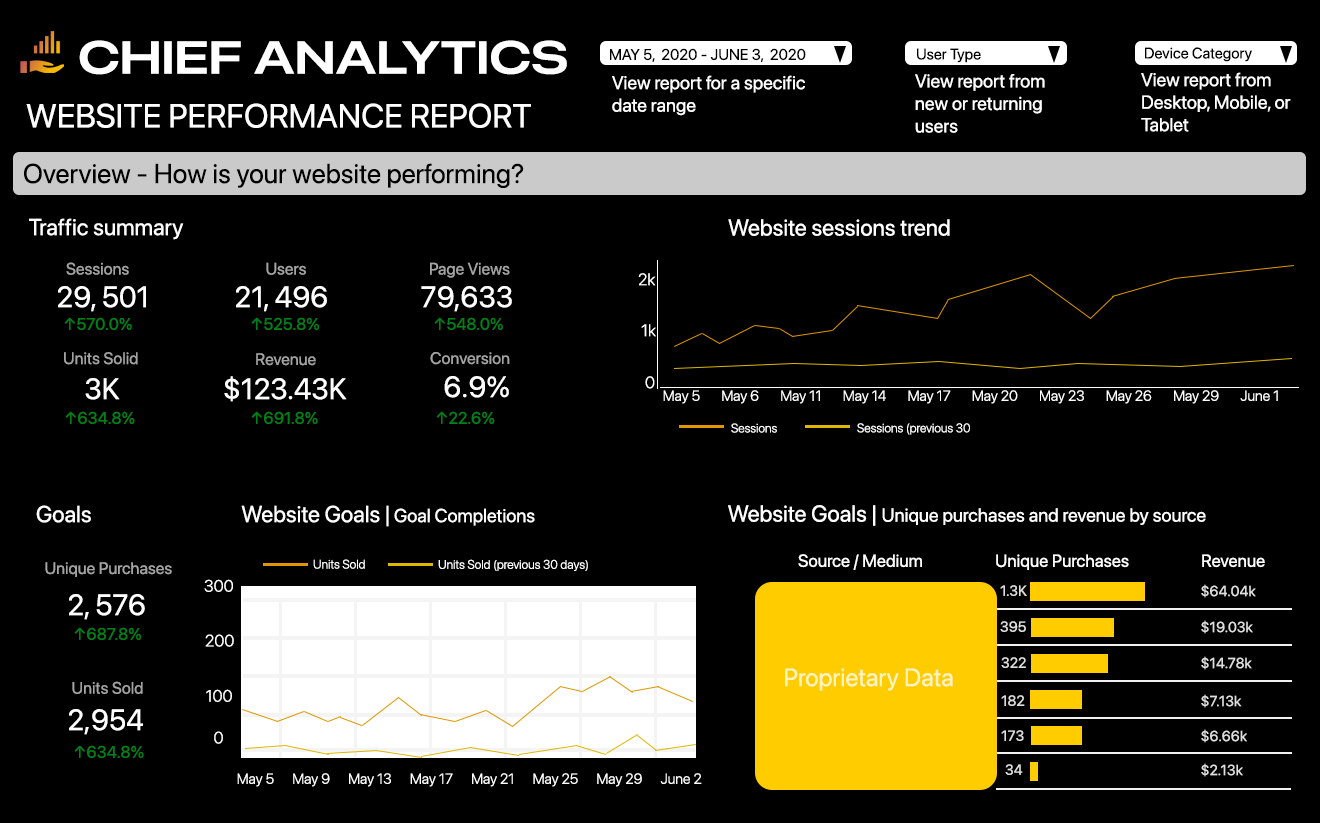 CHIEF ANALYTICS
WEBSITE PERFORMANCE REPORT
MAY 5, 2020 - JUNE 3, 2020 ▼
View report for a specific
date range
User Type ▼
View report from
new or returning
users
Device Category ▼
View report from
Desktop, Mobile, or
Tablet
Overview - How is your website performing?
Traffic summary
Sessions
29, 501
↑570.0%
Users
21, 496
↑525.8%
Page Views
79,633
↑548.0%
Units Solid
3K
↑634.8%
Revenue
$123.43K
↑691.8%
Conversion
6.9%
↑22.6%
Website sessions trend
2k
1k
0
May 5 May 6 May 11 May 14 May 17 May 20 May 23 May 26 May 29 June 1
Sessions Sessions (previous 30
Goals
Unique Purchases
2, 576
↑687.8%
Units Sold
2,954
↑634.8%
Website Goals | Goal Completions
Units Sold Units Sold (previous 30 days)
300
200
100
0
May 5 May 9 May 13 May 17 May 21 May 25 May 29 June 2
Website Goals | Unique purchases and revenue by source
Source / Medium Unique Purchases Revenue
Proprietary Data
1.3K $64.04k
395 $19.03k
322 $14.78k
182 $7.13k
173 $6.66k
34 $2.13k